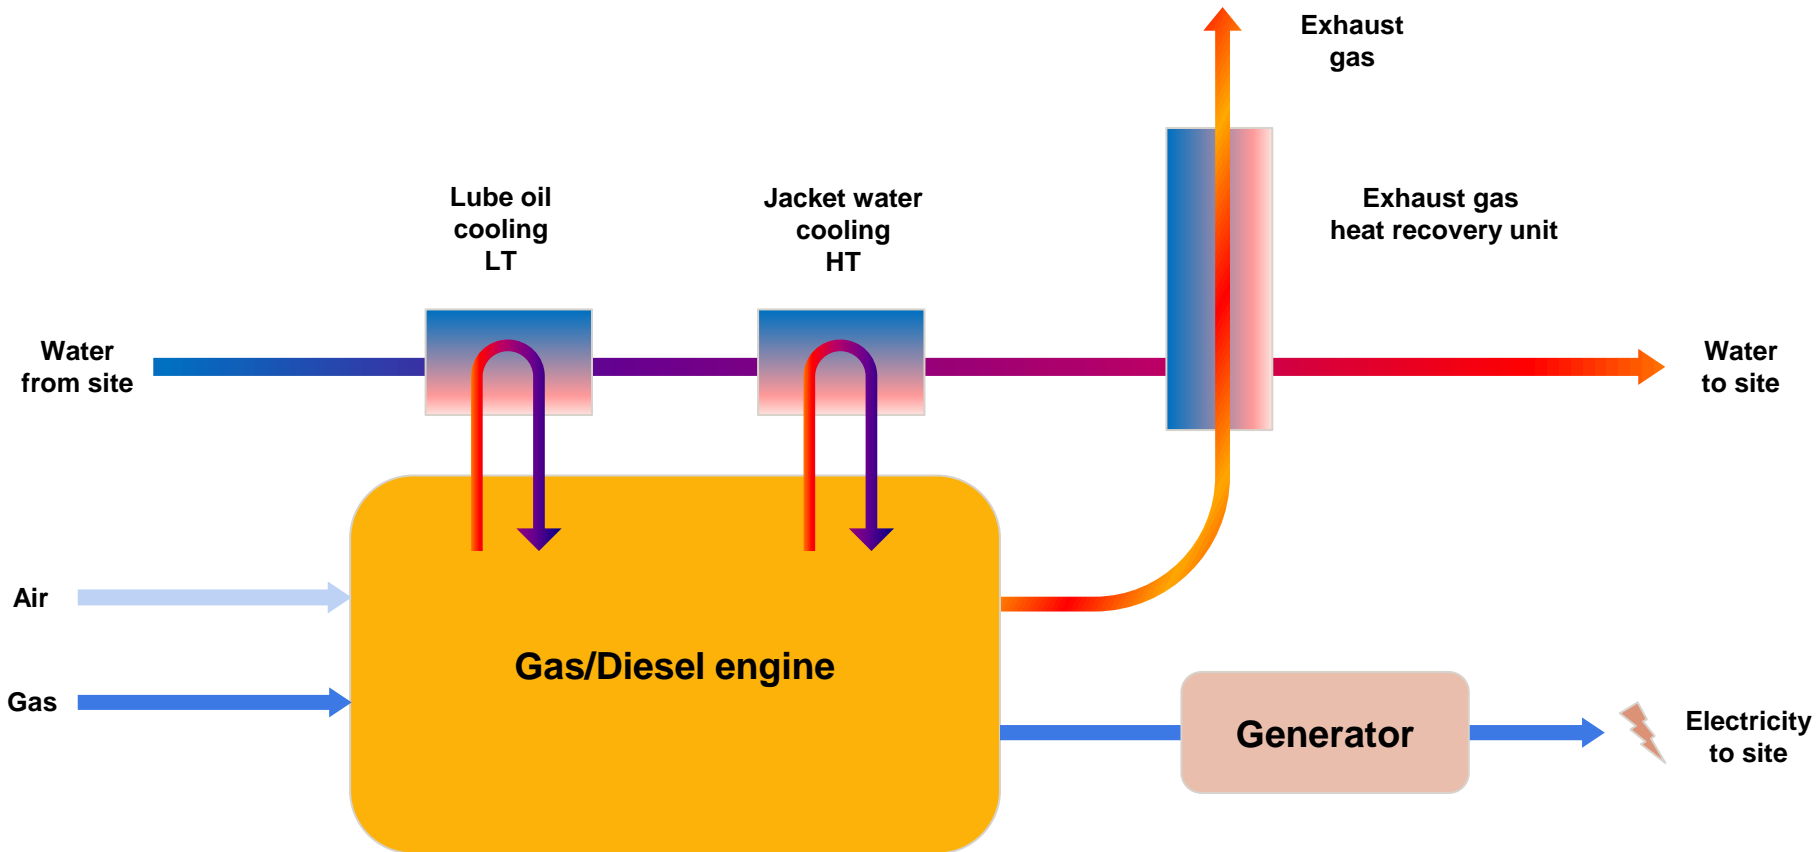 Exhaust
gas
Lube oil
cooling
LT
Jacket water
cooling
HT
Exhaust gas
heat recovery unit
Water
from site
Water
to site
Air
Gas
Gas/Diesel engine
Generator
Electricity
to site